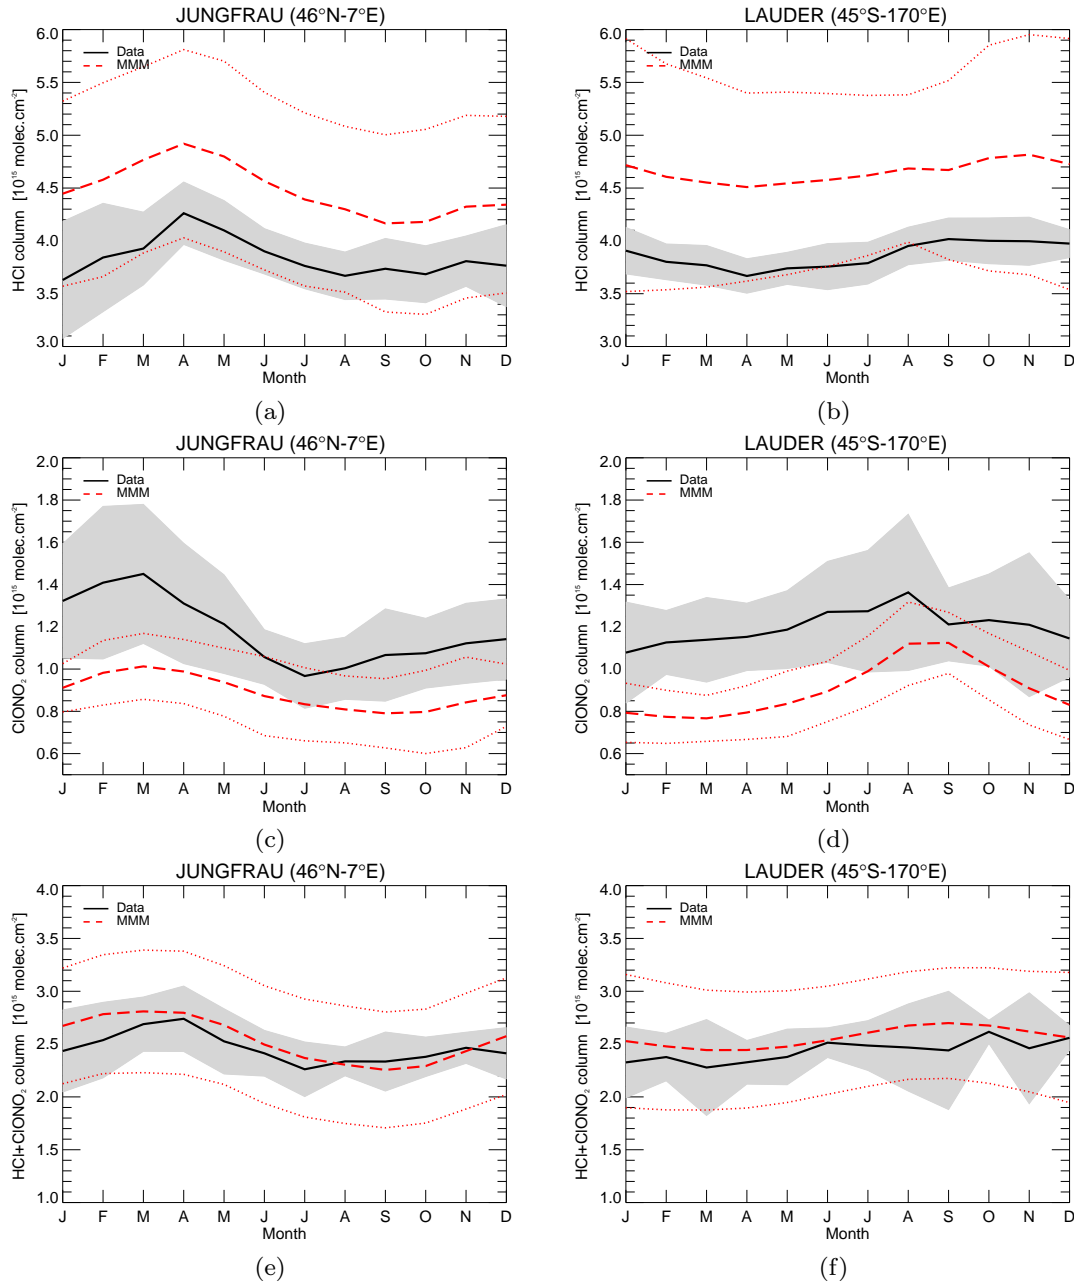 JUNGFRAU (46°N-7°E)
HCl column [10¹⁵ molec.cm⁻²]
6.0
5.5
5.0
4.5
4.0
3.5
3.0
Data
MMM
J F M A M J J A S O N D
Month
(a)
LAUDER (45°S-170°E)
HCl column [10¹⁵ molec.cm⁻²]
6.0
5.5
5.0
4.5
4.0
3.5
3.0
Data
MMM
J F M A M J J A S O N D
Month
(b)
JUNGFRAU (46°N-7°E)
ClONO₂ column [10¹⁵ molec.cm⁻²]
2.0
1.8
1.6
1.4
1.2
1.0
0.8
0.6
Data
MMM
J F M A M J J A S O N D
Month
(c)
LAUDER (45°S-170°E)
ClONO₂ column [10¹⁵ molec.cm⁻²]
2.0
1.8
1.6
1.4
1.2
1.0
0.8
0.6
Data
MMM
J F M A M J J A S O N D
Month
(d)
JUNGFRAU (46°N-7°E)
HCl+ClONO₂ column [10¹⁵ molec.cm⁻²]
4.0
3.5
3.0
2.5
2.0
1.5
1.0
Data
MMM
J F M A M J J A S O N D
Month
(e)
LAUDER (45°S-170°E)
HCl+ClONO₂ column [10¹⁵ molec.cm⁻²]
4.0
3.5
3.0
2.5
2.0
1.5
1.0
Data
MMM
J F M A M J J A S O N D
Month
(f)